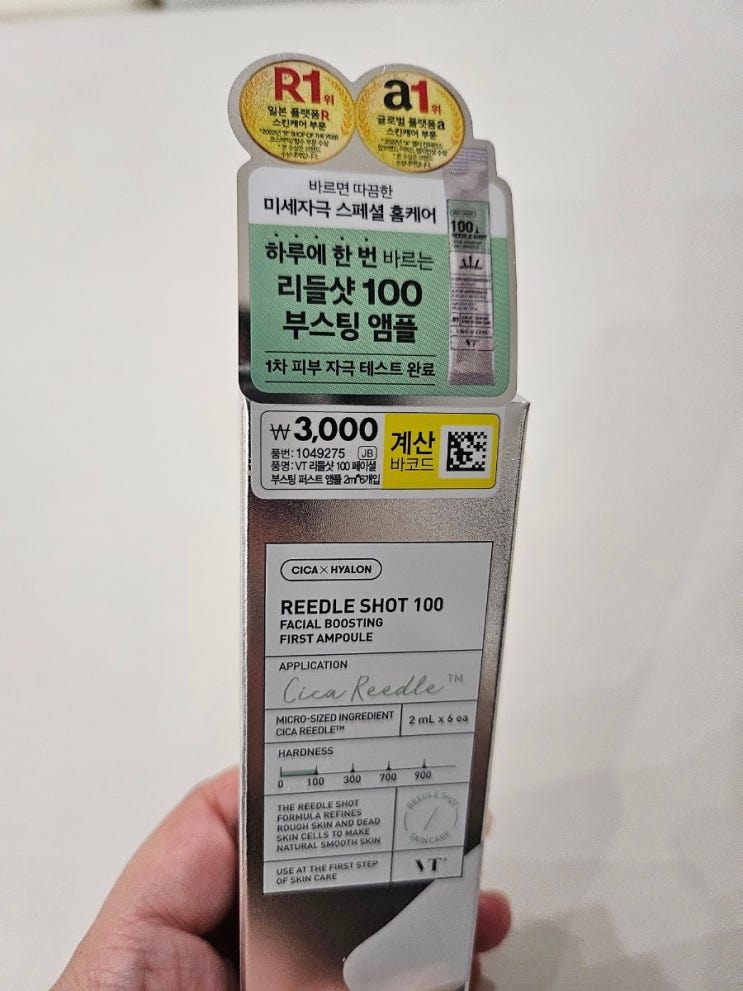 R1위
일본 플랫폼R
스킨케어 부문
a1위
글로벌 플랫폼a
스킨케어 부문
바르면 따끔한
미세자극 스페셜 홈케어
하루에 한 번 바르는
리들샷 100
부스팅 앰플
1차 피부 자극 테스트 완료
100
REEDLE SHOT
VT
₩3,000
품번: 1049275 JB
품명: VT 리들샷 100 페이셜
부스팅 퍼스트 앰플 2ml*6개입
계산
바코드
CICA X HYALON
REEDLE SHOT 100
FACIAL BOOSTING
FIRST AMPOULE
APPLICATION
Cica Reedle™
MICRO-SIZED INGREDIENT
CICA REEDLE™
2 mL x 6 ea
HARDNESS
0 100 300 700 900
THE REEDLE SHOT
FORMULA REFINES
ROUGH SKIN AND DEAD
SKIN CELLS TO MAKE
NATURAL SMOOTH SKIN
REEDLE SHOT
SKINCARE
USE AT THE FIRST STEP
OF SKIN CARE
VT